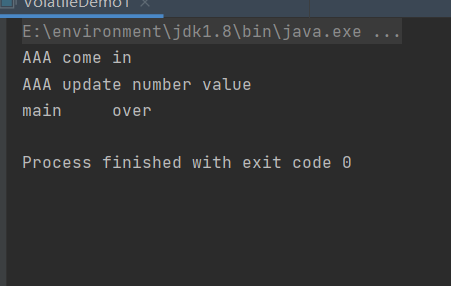 VolatileDemo1 ×
E:\environment\jdk1.8\bin\java.exe ...
AAA come in
AAA update number value
main     over
Process finished with exit code 0